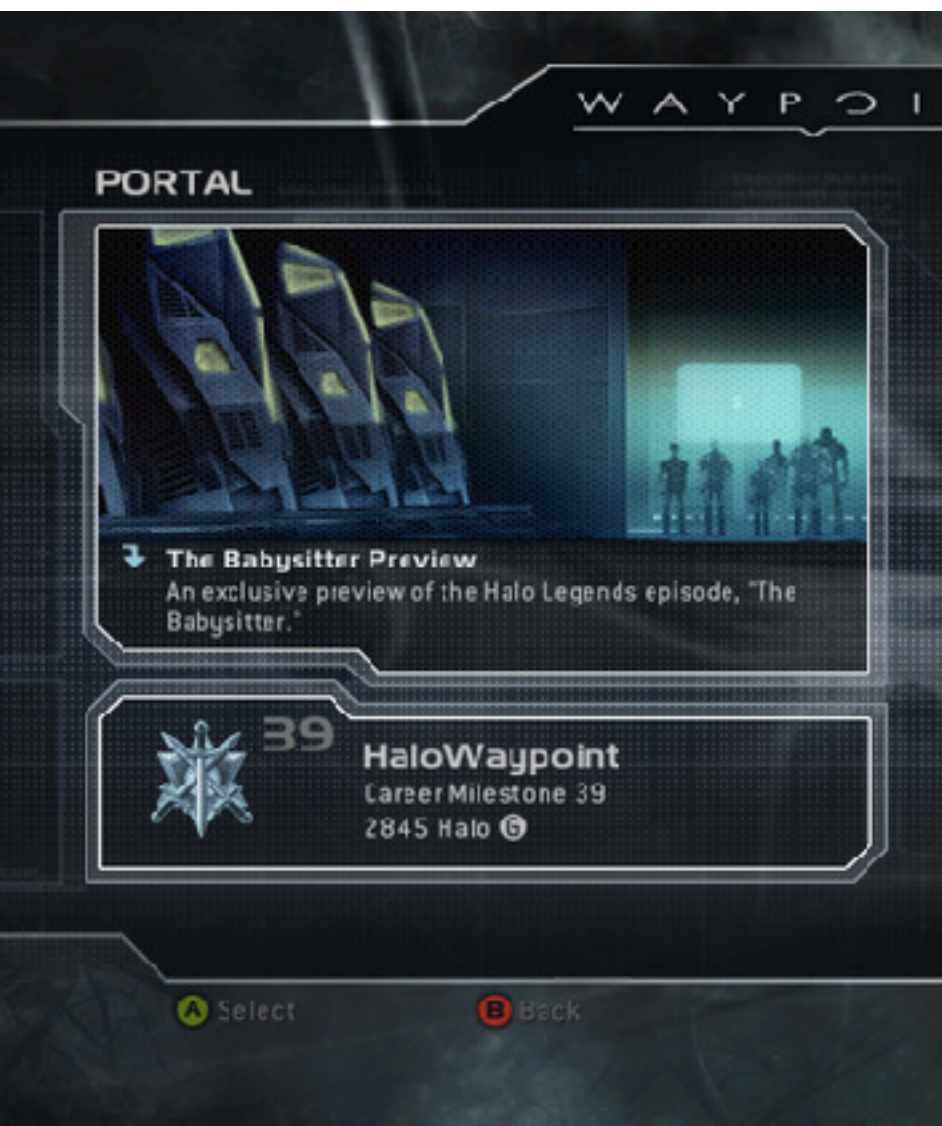 WAYPOI
PORTAL
The Babysitter Preview
An exclusive preview of the Halo Legends episode, "The
Babysitter."
39
HaloWaypoint
Career Milestone 39
2845 Halo G
A Select
B Back